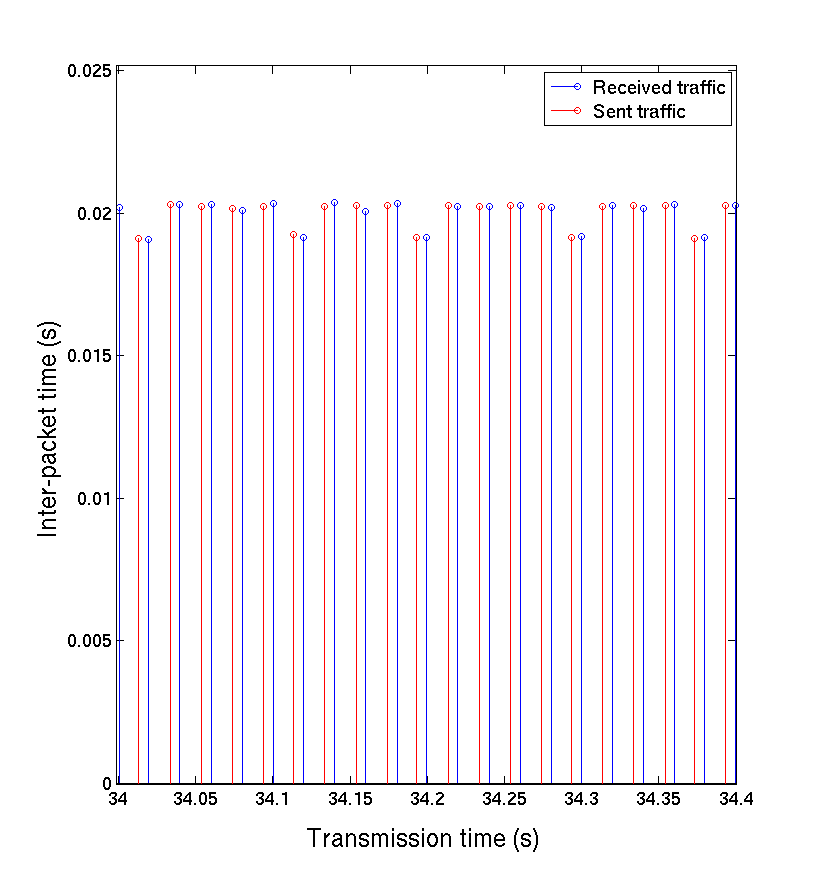 0.025
Received traffic
Sent traffic
0.02
0.015
Inter-packet time (s)
0.01
0.005
0
34 34.05 34.1 34.15 34.2 34.25 34.3 34.35 34.4
Transmission time (s)